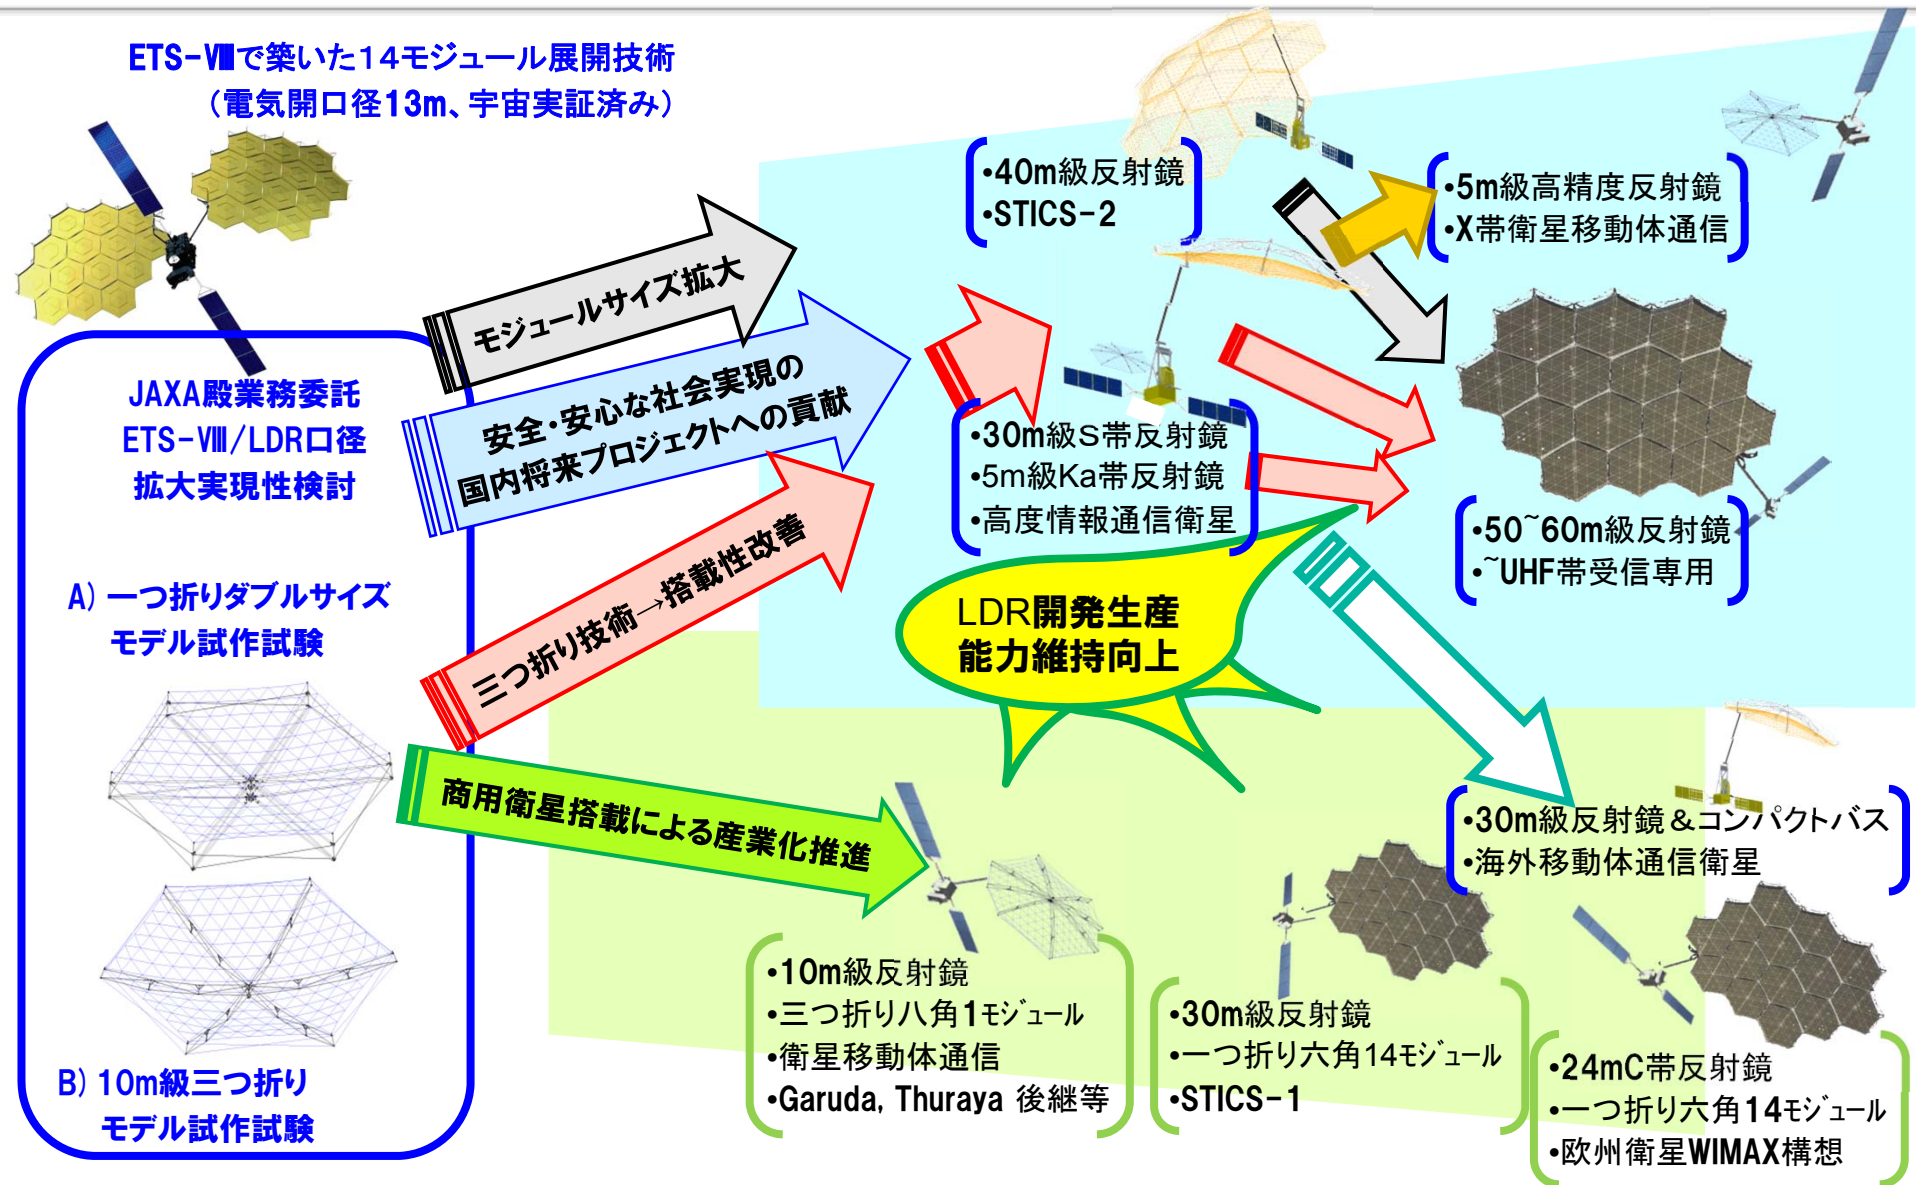 ETS-Ⅷで築いた14モジュール展開技術
（電気開口径13m、宇宙実証済み）
JAXA殿業務委託
ETS-Ⅷ/LDR口径
拡大実現性検討
A) 一つ折りダブルサイズ
モデル試作試験
B) 10m級三つ折り
モデル試作試験
モジュールサイズ拡大
安全・安心な社会実現の
国内将来プロジェクトへの貢献
三つ折り技術→搭載性改善
商用衛星搭載による産業化推進
•40m級反射鏡
•STICS-2
•5m級高精度反射鏡
•X帯衛星移動体通信
•30m級S帯反射鏡
•5m級Ka帯反射鏡
•高度情報通信衛星
•50~60m級反射鏡
•~UHF帯受信専用
LDR開発生産
能力維持向上
•30m級反射鏡＆コンパクトバス
•海外移動体通信衛星
•10m級反射鏡
•三つ折り八角1ﾓｼﾞｭｰﾙ
•衛星移動体通信
•Garuda, Thuraya 後継等
•30m級反射鏡
•一つ折り六角14ﾓｼﾞｭｰﾙ
•STICS-1
•24mC帯反射鏡
•一つ折り六角14ﾓｼﾞｭｰﾙ
•欧州衛星WIMAX構想